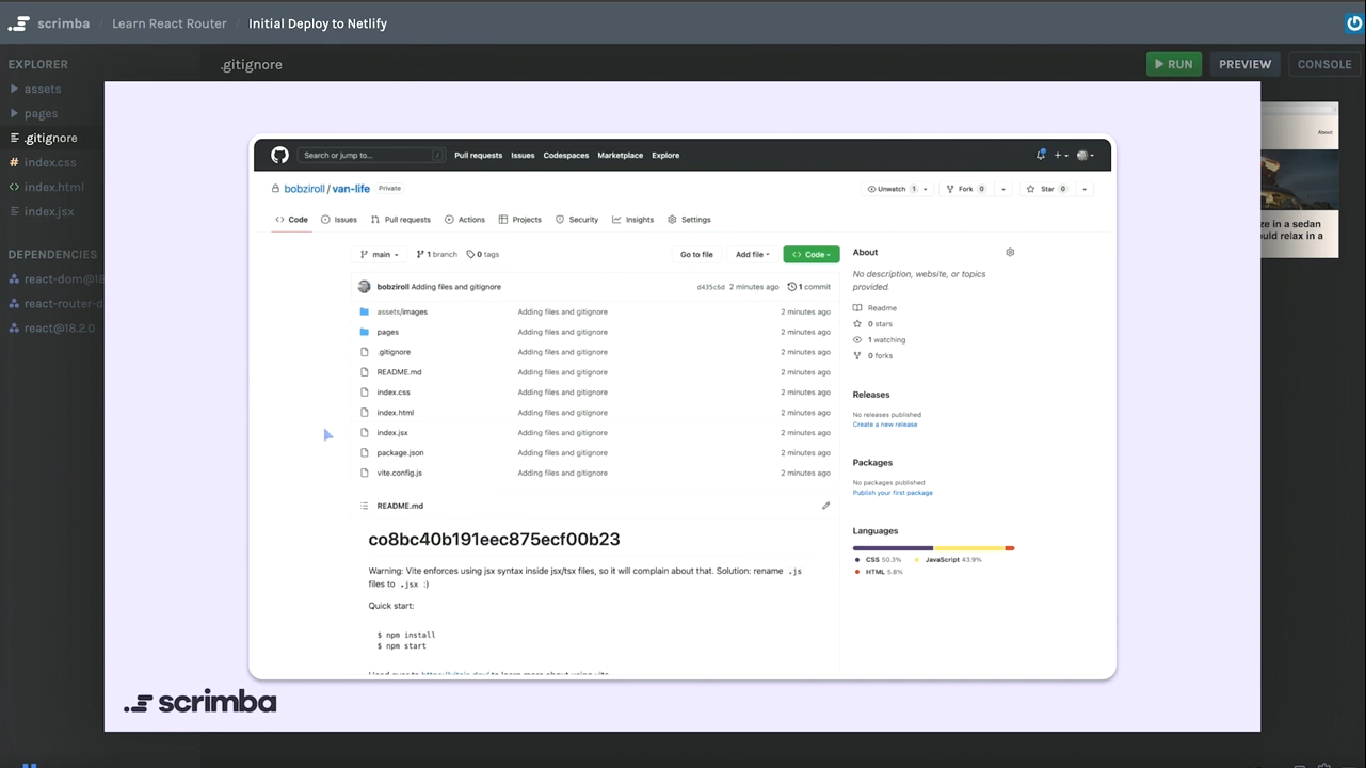 scrimba / Learn React Router / Initial Deploy to Netlify
EXPLORER
assets
pages
.gitignore
index.css
index.html
index.jsx
DEPENDENCIES
react-dom@18
react-router-d
react@18.2.0
.gitignore
RUN PREVIEW CONSOLE
About
ze in a sedan
uld relax in a
Search or jump to... / Pull requests Issues Codespaces Marketplace Explore
bobziroll / van-life Private
Unwatch 1 Fork 0 Star 0
Code Issues Pull requests Actions Projects Security Insights Settings
main 1 branch 0 tags Go to file Add file Code
bobziroll Adding files and gitignore d435c6d 2 minutes ago 1 commit
assets/images Adding files and gitignore 2 minutes ago
pages Adding files and gitignore 2 minutes ago
.gitignore Adding files and gitignore 2 minutes ago
README.md Adding files and gitignore 2 minutes ago
index.css Adding files and gitignore 2 minutes ago
index.html Adding files and gitignore 2 minutes ago
index.jsx Adding files and gitignore 2 minutes ago
package.json Adding files and gitignore 2 minutes ago
vite.config.js Adding files and gitignore 2 minutes ago
README.md
co8bc40b191eec875ecf00b23
Warning: Vite enforces using jsx syntax inside jsx/tsx files, so it will complain about that. Solution: rename .js
files to .jsx :)
Quick start:
$ npm install
$ npm start
About
No description, website, or topics
provided.
Readme
0 stars
1 watching
0 forks
Releases
No releases published
Create a new release
Packages
No packages published
Publish your first package
Languages
CSS 50.3% JavaScript 43.9%
HTML 5.8%
scrimba